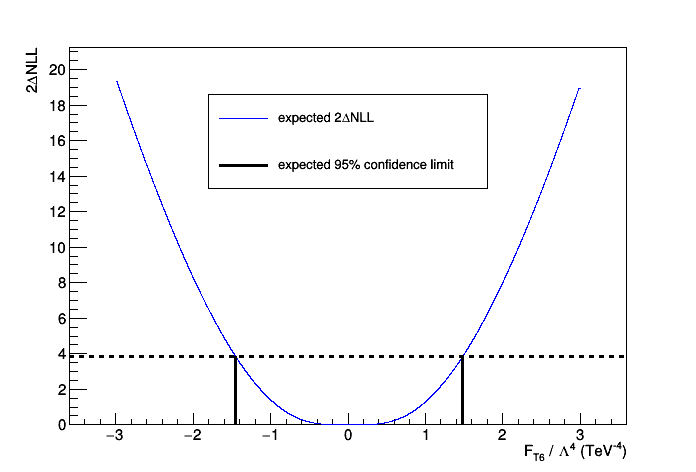 2ΔNLL
20
18
16
14
12
10
8
6
4
2
0
expected 2ΔNLL
expected 95% confidence limit
−3 −2 −1 0 1 2 3
F_T6 / Λ^4 (TeV^-4)